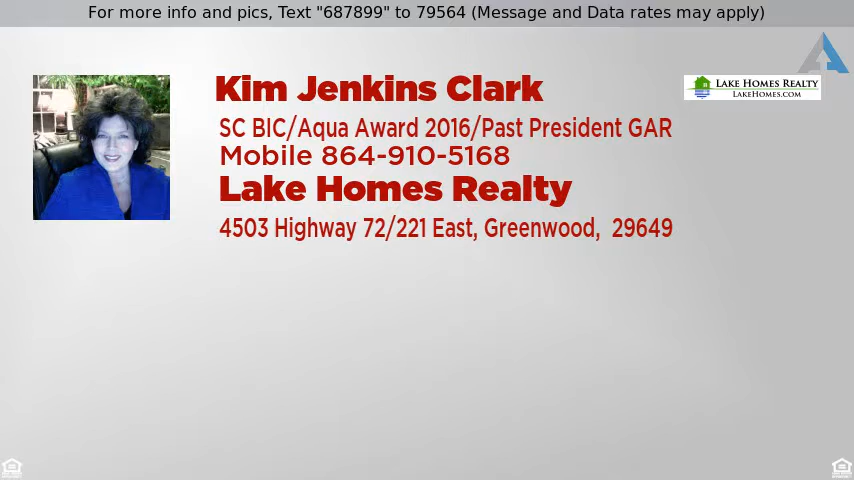 For more info and pics, Text "687899" to 79564 (Message and Data rates may apply)
Kim Jenkins Clark
LAKE HOMES REALTY
LAKEHOMES.COM
SC BIC/Aqua Award 2016/Past President GAR
Mobile 864-910-5168
Lake Homes Realty
4503 Highway 72/221 East, Greenwood,  29649